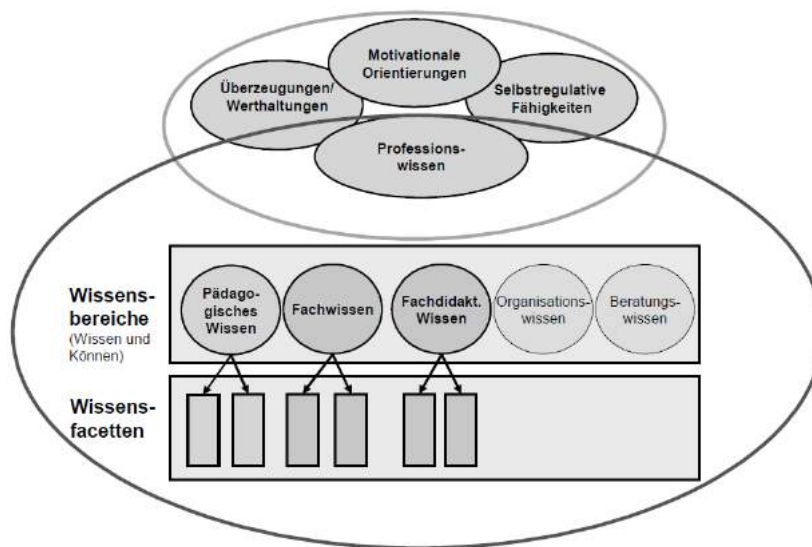 Motivationale
Orientierungen
Überzeugungen/
Werthaltungen
Selbstregulative
Fähigkeiten
Professions-
wissen
Wissens-
bereiche
(Wissen und
Können)
Pädago-
gisches
Wissen
Fachwissen
Fachdidakt.
Wissen
Organisations-
wissen
Beratungs-
wissen
Wissens-
facetten